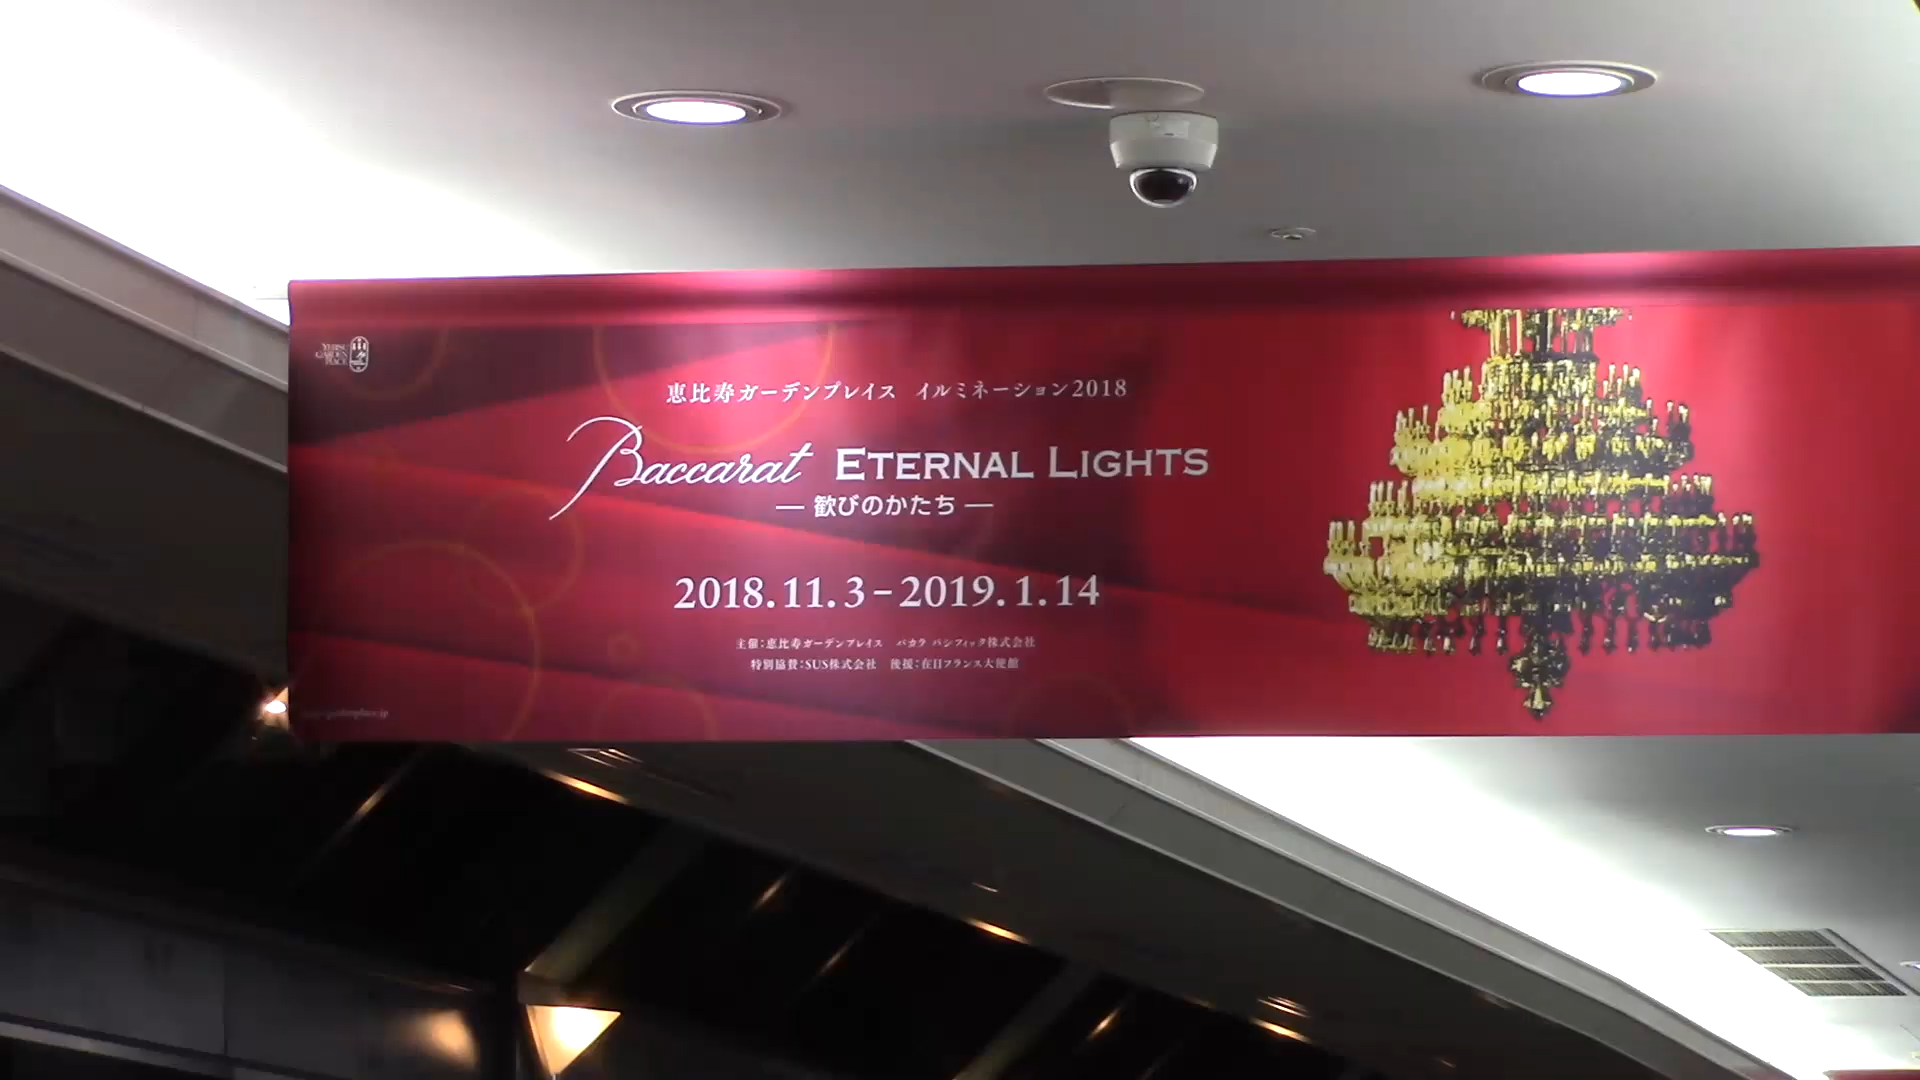 YEBISU
GARDEN
PLACE
恵比寿ガーデンプレイス イルミネーション2018
Baccarat ETERNAL LIGHTS
— 歓びのかたち —
2018.11.3–2019.1.14
主催:恵比寿ガーデンプレイス バカラ パシフィック株式会社
特別協賛:SUS株式会社 後援:在日フランス大使館